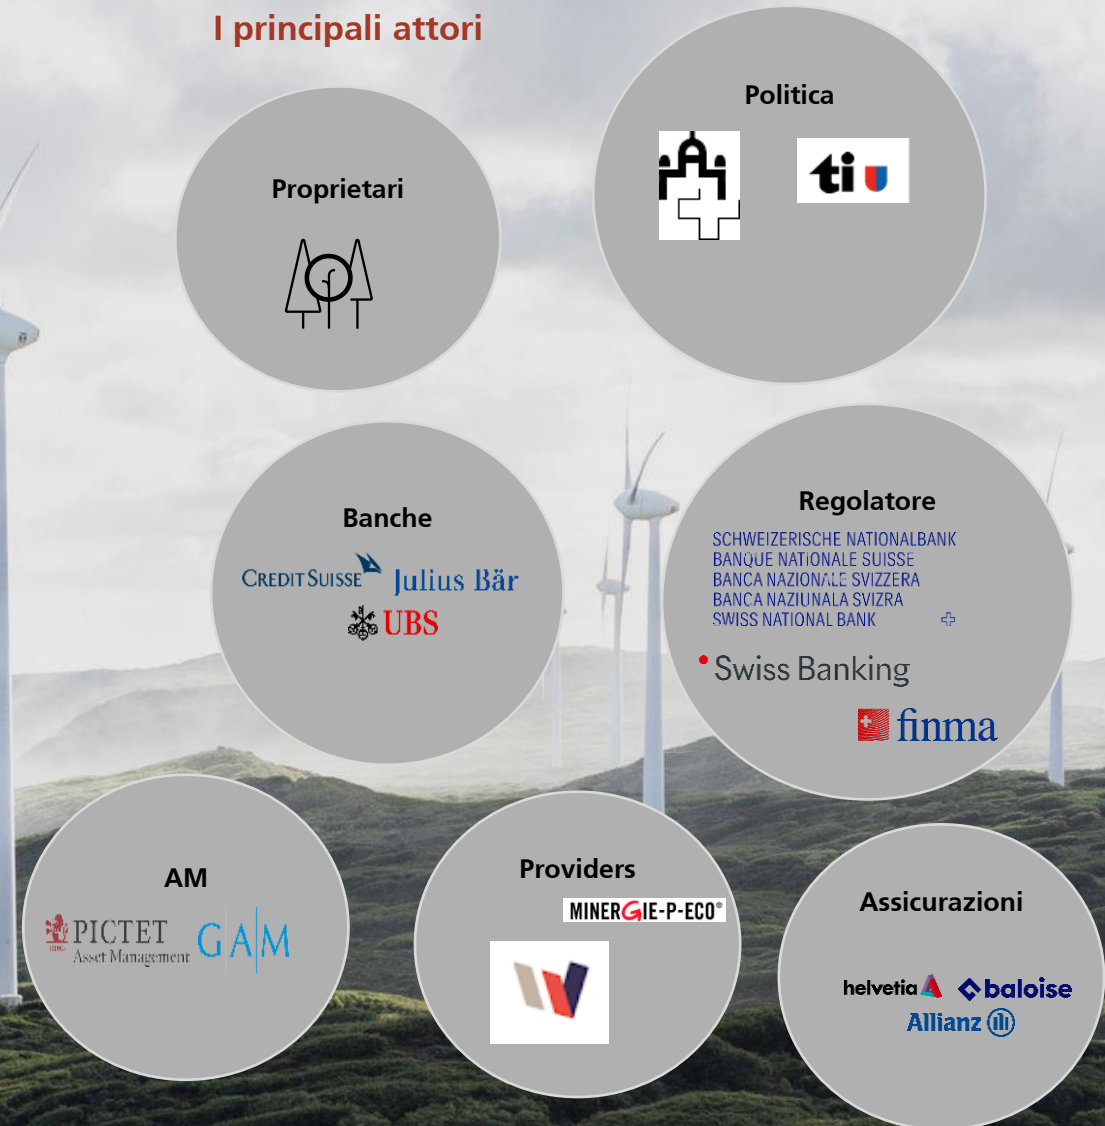 I principali attori
Politica
ti
Proprietari
Banche
CREDIT SUISSE
Julius Bär
UBS
Regolatore
SCHWEIZERISCHE NATIONALBANK
BANQUE NATIONALE SUISSE
BANCA NAZIONALE SVIZZERA
BANCA NAZIUNALA SVIZRA
SWISS NATIONAL BANK
Swiss Banking
finma
AM
PICTET
Asset Management
GAM
Providers
MINERGIE-P-ECO®
Assicurazioni
helvetia
baloise
Allianz